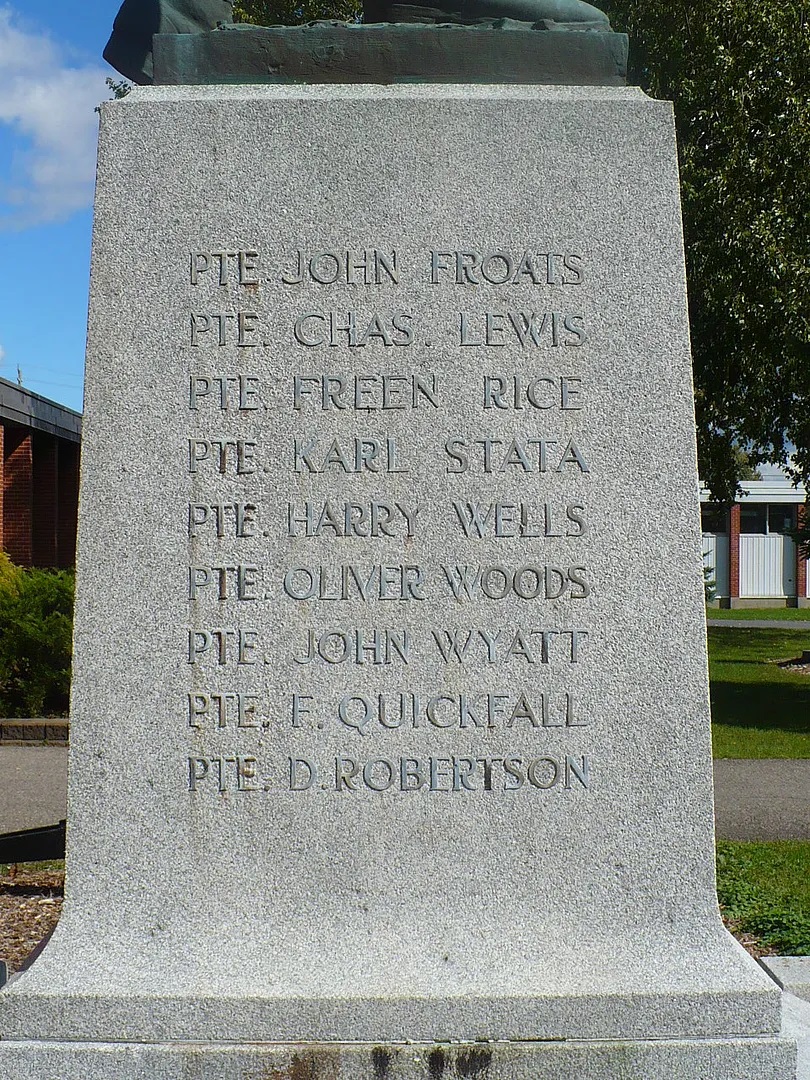 PTE. JOHN FROATS
PTE. CHAS. LEWIS
PTE. FREEN RICE
PTE. KARL STATA
PTE. HARRY WELLS
PTE. OLIVER WOODS
PTE. JOHN WYATT
PTE. F. QUICKFALL
PTE. D. ROBERTSON